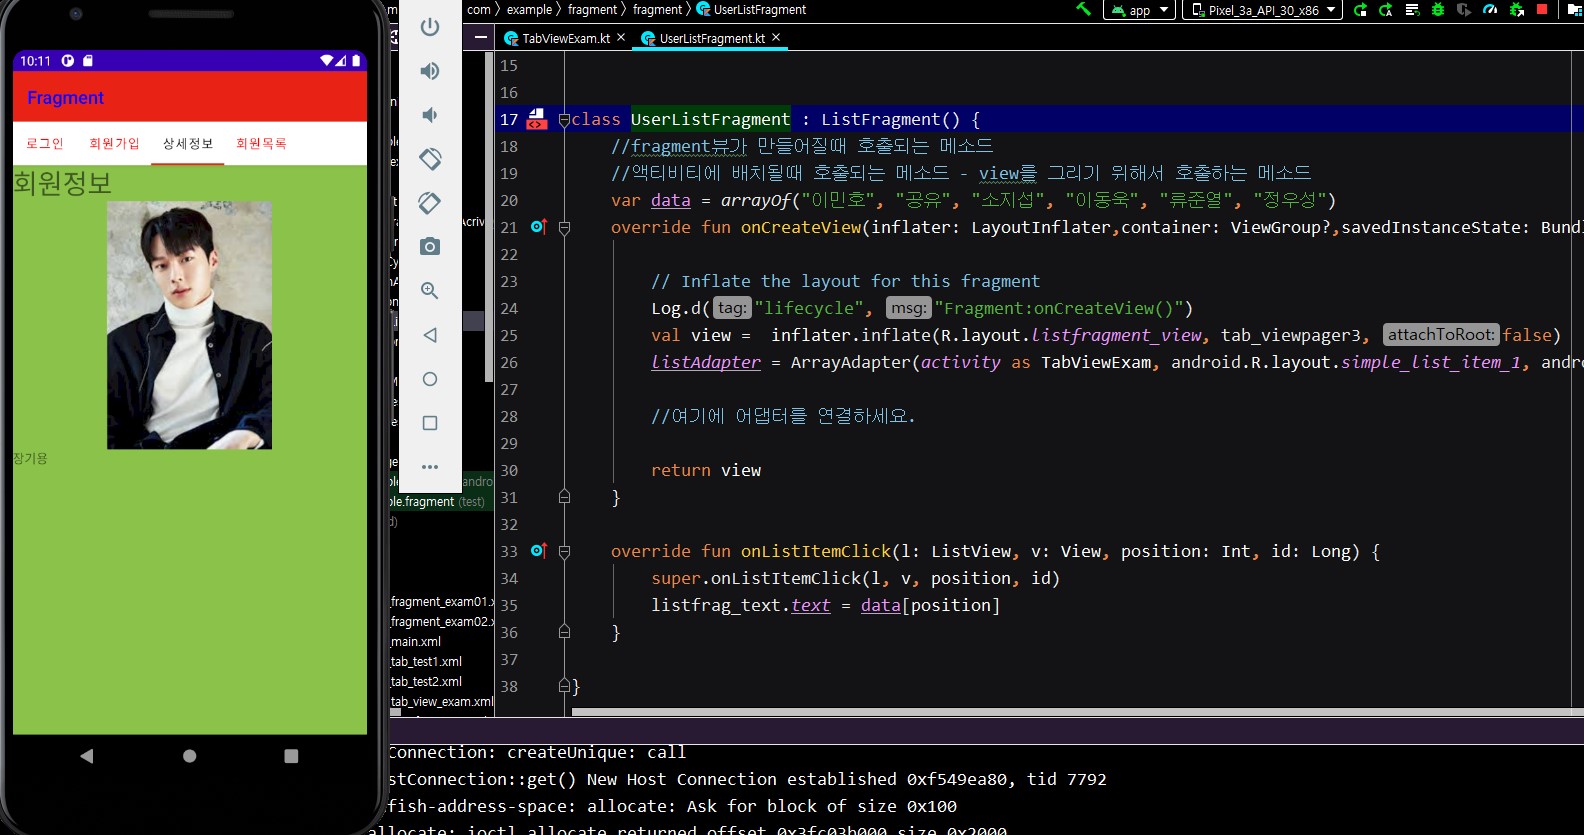 10:11
Fragment
로그인 회원가입 상세정보 회원목록
회원정보
장기용
com 〉 example 〉 fragment 〉 fragment 〉 UserListFragment
app
Pixel_3a_API_30_x86
TabViewExam.kt
UserListFragment.kt
15
16
17 class UserListFragment : ListFragment() {
18 //fragment뷰가 만들어질때 호출되는 메소드
19 //액티비티에 배치될때 호출되는 메소드 - view를 그리기 위해서 호출하는 메소드
20 var data = arrayOf("이민호", "공유", "소지섭", "이동욱", "류준열", "정우성")
21 override fun onCreateView(inflater: LayoutInflater,container: ViewGroup?,savedInstanceState: Bundl
22
23 // Inflate the layout for this fragment
24 Log.d( tag: "lifecycle", msg: "Fragment:onCreateView()")
25 val view =  inflater.inflate(R.layout.listfragment_view, tab_viewpager3, attachToRoot: false)
26 listAdapter = ArrayAdapter(activity as TabViewExam, android.R.layout.simple_list_item_1, andro
27
28 //여기에 어댑터를 연결하세요.
29
30 return view
31 }
32
33 override fun onListItemClick(l: ListView, v: View, position: Int, id: Long) {
34 super.onListItemClick(l, v, position, id)
35 listfrag_text.text = data[position]
36 }
37
38 }
andro
ple.fragment (test)
_fragment_exam01.x
_fragment_exam02.x
_main.xml
_tab_test1.xml
_tab_test2.xml
_tab_view_exam.xml
Connection: createUnique: call
stConnection::get() New Host Connection established 0xf549ea80, tid 7792
fish-address-space: allocate: Ask for block of size 0x100
allocate: ioctl allocate returned offset 0x3fc03b000 size 0x2000